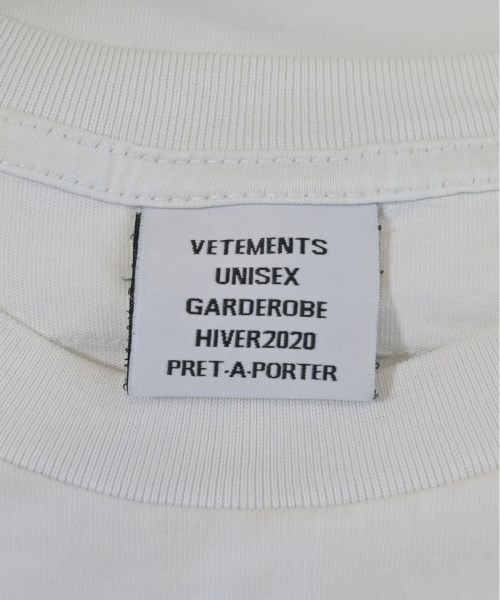 VETEMENTS
UNISEX
GARDEROBE
HIVER2020
PRET-A-PORTER